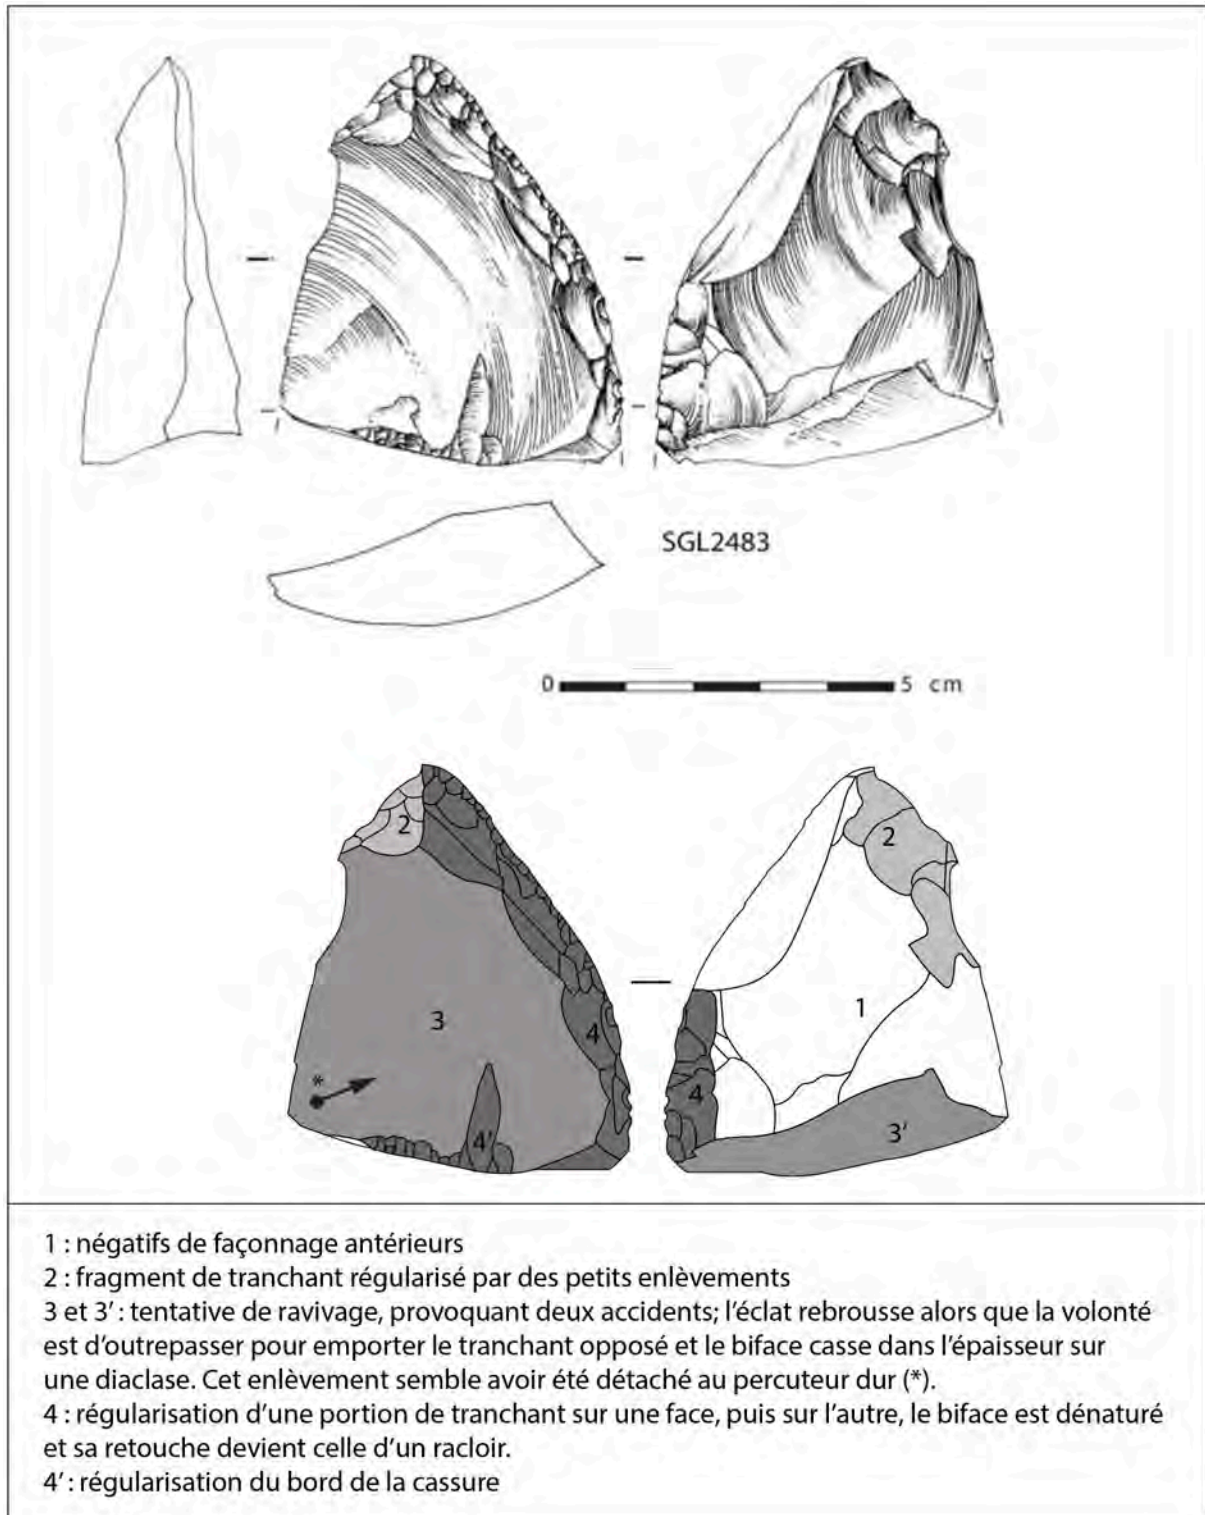 SGL2483
0 5 cm
2 2
3 4 1
*
4
4' 3'
1 : négatifs de façonnage antérieurs
2 : fragment de tranchant régularisé par des petits enlèvements
3 et 3’ : tentative de ravivage, provoquant deux accidents; l’éclat rebrousse alors que la volonté
est d’outrepasser pour emporter le tranchant opposé et le biface casse dans l’épaisseur sur
une diaclase. Cet enlèvement semble avoir été détaché au percuteur dur (*).
4 : régularisation d’une portion de tranchant sur une face, puis sur l’autre, le biface est dénaturé
et sa retouche devient celle d’un racloir.
4’ : régularisation du bord de la cassure